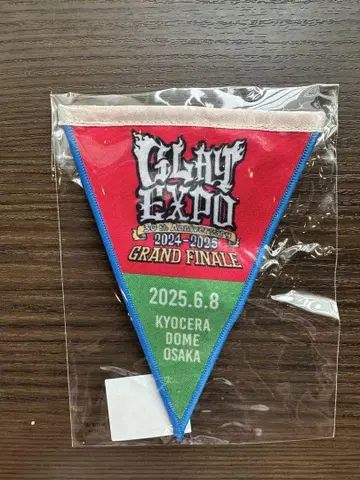 GLAY
EXPO
30th Anniversary
2024-2025
GRAND FINALE
2025.6.8
KYOCERA
DOME
OSAKA